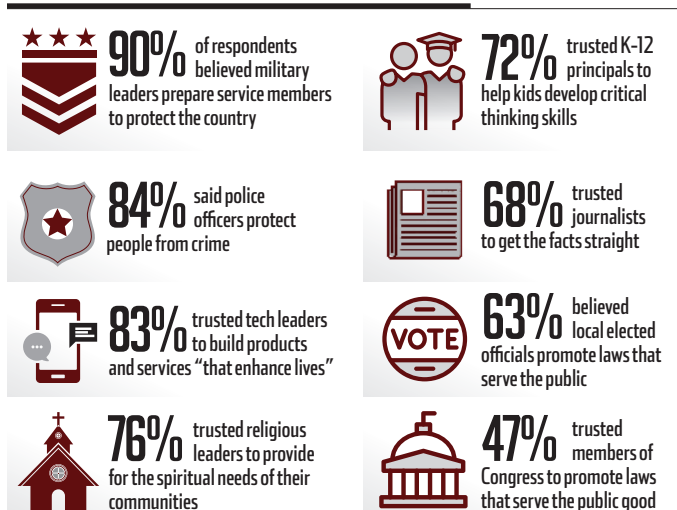 90% of respondents
believed military
leaders prepare service members
to protect the country
84% said police
officers protect
people from crime
83% trusted tech leaders
to build products
and services “that enhance lives”
76% trusted religious
leaders to provide
for the spiritual needs of their
communities
72% trusted K-12
principals to
help kids develop critical
thinking skills
68% trusted
journalists
to get the facts straight
VOTE
63% believed
local elected
officials promote laws that
serve the public
47% trusted
members of
Congress to promote laws
that serve the public good